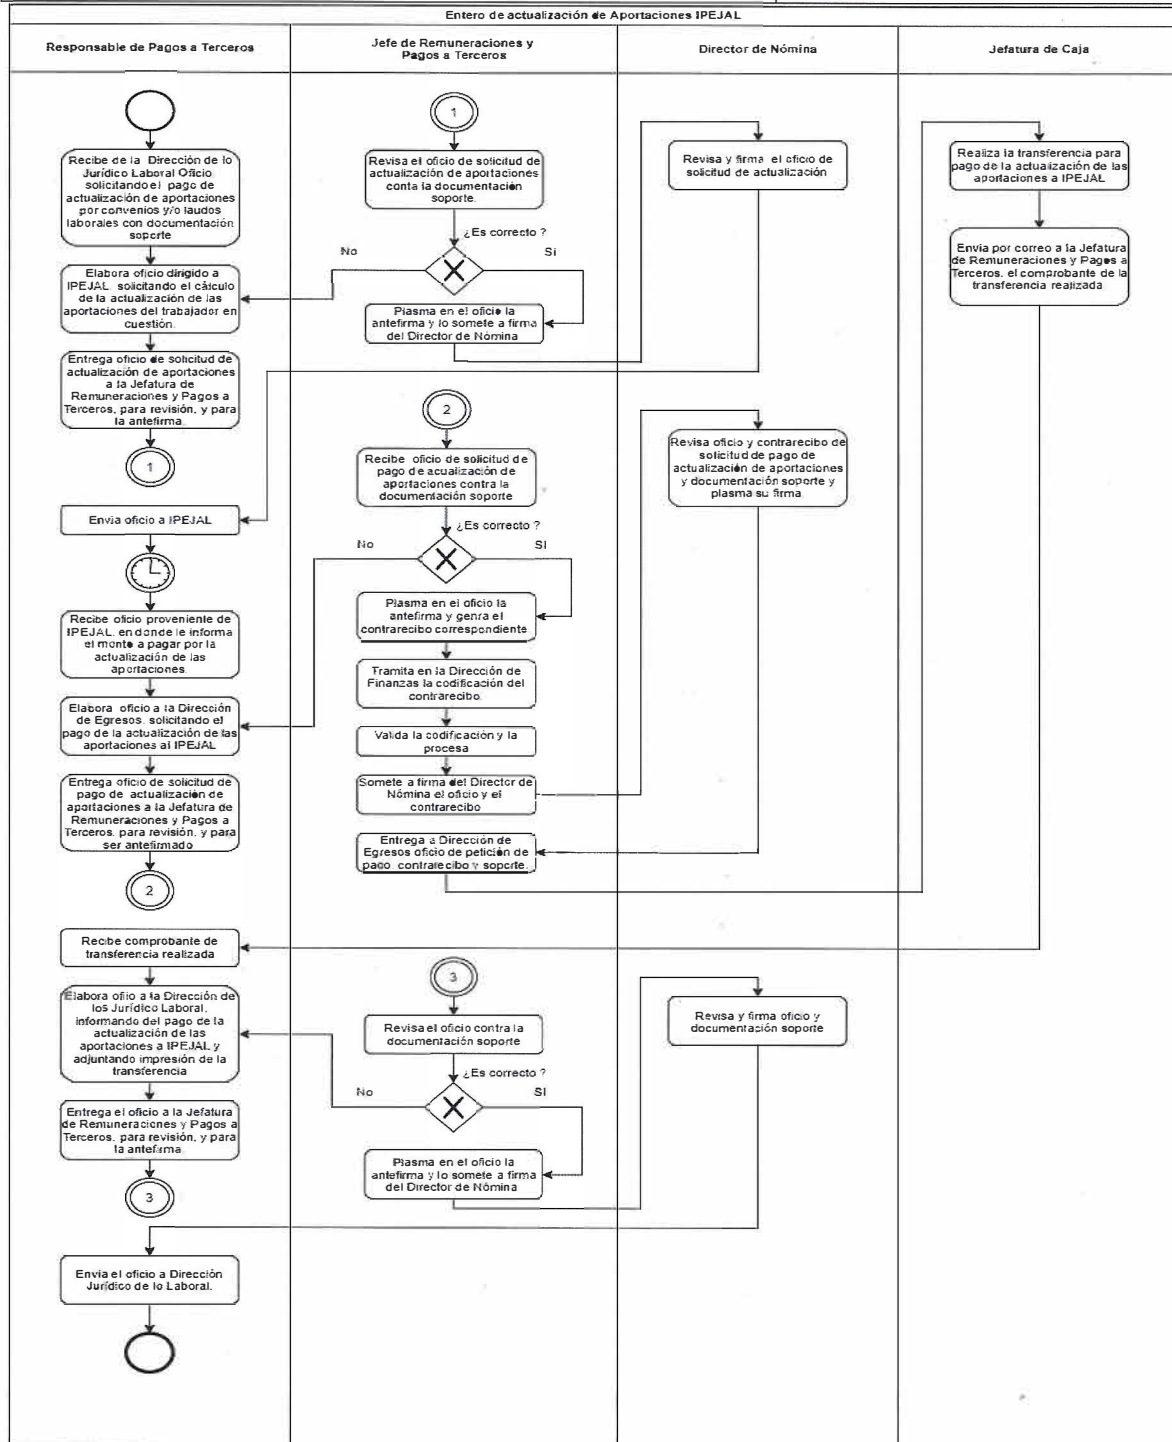 Entero de actualización de Aportaciones IPEJAL
Responsable de Pagos a Terceros
Jefe de Remuneraciones y
Pagos a Terceros
Director de Nómina
Jefatura de Caja
Recibe de la Dirección de lo
Jurídico Laboral Oficio
solicitando el pago de
actualización de aportaciones
por convenios y/o laudos
laborales con documentación
soporte
Elabora oficio dirigido a
IPEJAL, solicitando el cálculo
de la actualización de las
aportaciones del trabajador en
cuestión.
Entrega oficio de solicitud de
actualización de aportaciones
a la Jefatura de
Remuneraciones y Pagos a
Terceros, para revisión, y para
la antefirma.
1
Envia oficio a IPEJAL
Recibe oficio proveniente de
IPEJAL, en donde le informa
el monto a pagar por la
actualización de las
aportaciones.
Elabora oficio a la Dirección
de Egresos, solicitando el
pago de la actualización de las
aportaciones al IPEJAL
Entrega oficio de solicitud de
pago de actualización de
aportaciones a la Jefatura de
Remuneraciones y Pagos a
Terceros, para revisión, y para
ser antefirmado
2
Recibe comprobante de
transferencia realizada
Elabora ofiio a la Dirección de
los Jurídico Laboral,
informando del pago de la
actualización de las
aportaciones a IPEJAL y
adjuntando impresión de la
transferencia
Entrega el oficio a la Jefatura
de Remuneraciones y Pagos a
Terceros, para revisión, y para
la antefirma
3
Envia el oficio a Dirección
Jurídico de lo Laboral.
1
Revisa el oficio de solicitud de
actualización de aportaciones
conta la documentación
soporte.
¿Es correcto ?
No
Si
Plasma en el oficio la
antefirma y lo somete a firma
del Director de Nómina
2
Recibe oficio de solicitud de
pago de acualización de
aportaciones contra la
documentación soporte
¿Es correcto ?
No
SI
Plasma en el oficio la
antefirma y genra el
contrarecibo correspondiente
Tramita en la Dirección de
Finanzas la codificación del
contrarecibo.
Valida la codificación y la
procesa
Somete a firma del Director de
Nómina el oficio y el
contrarecibo
Entrega a Dirección de
Egresos oficio de petición de
pago, contrarecibo y soporte.
3
Revisa el oficio contra la
documentación soporte
¿Es correcto ?
No
SI
Plasma en el oficio la
antefirma y lo somete a firma
del Director de Nómina
Revisa y firma el oficio de
solicitud de actualización
Revisa oficio y contrarecibo de
solicitud de pago de
actualización de aportaciones
y documentación soporte y
plasma su firma
Revisa y firma oficio y
documentación soporte
Realiza la transferencia para
pago de la actualización de las
aportaciones a IPEJAL
Envia por correo a la Jefatura
de Remuneraciones y Pagos a
Terceros, el comprobante de la
transferencia realizada